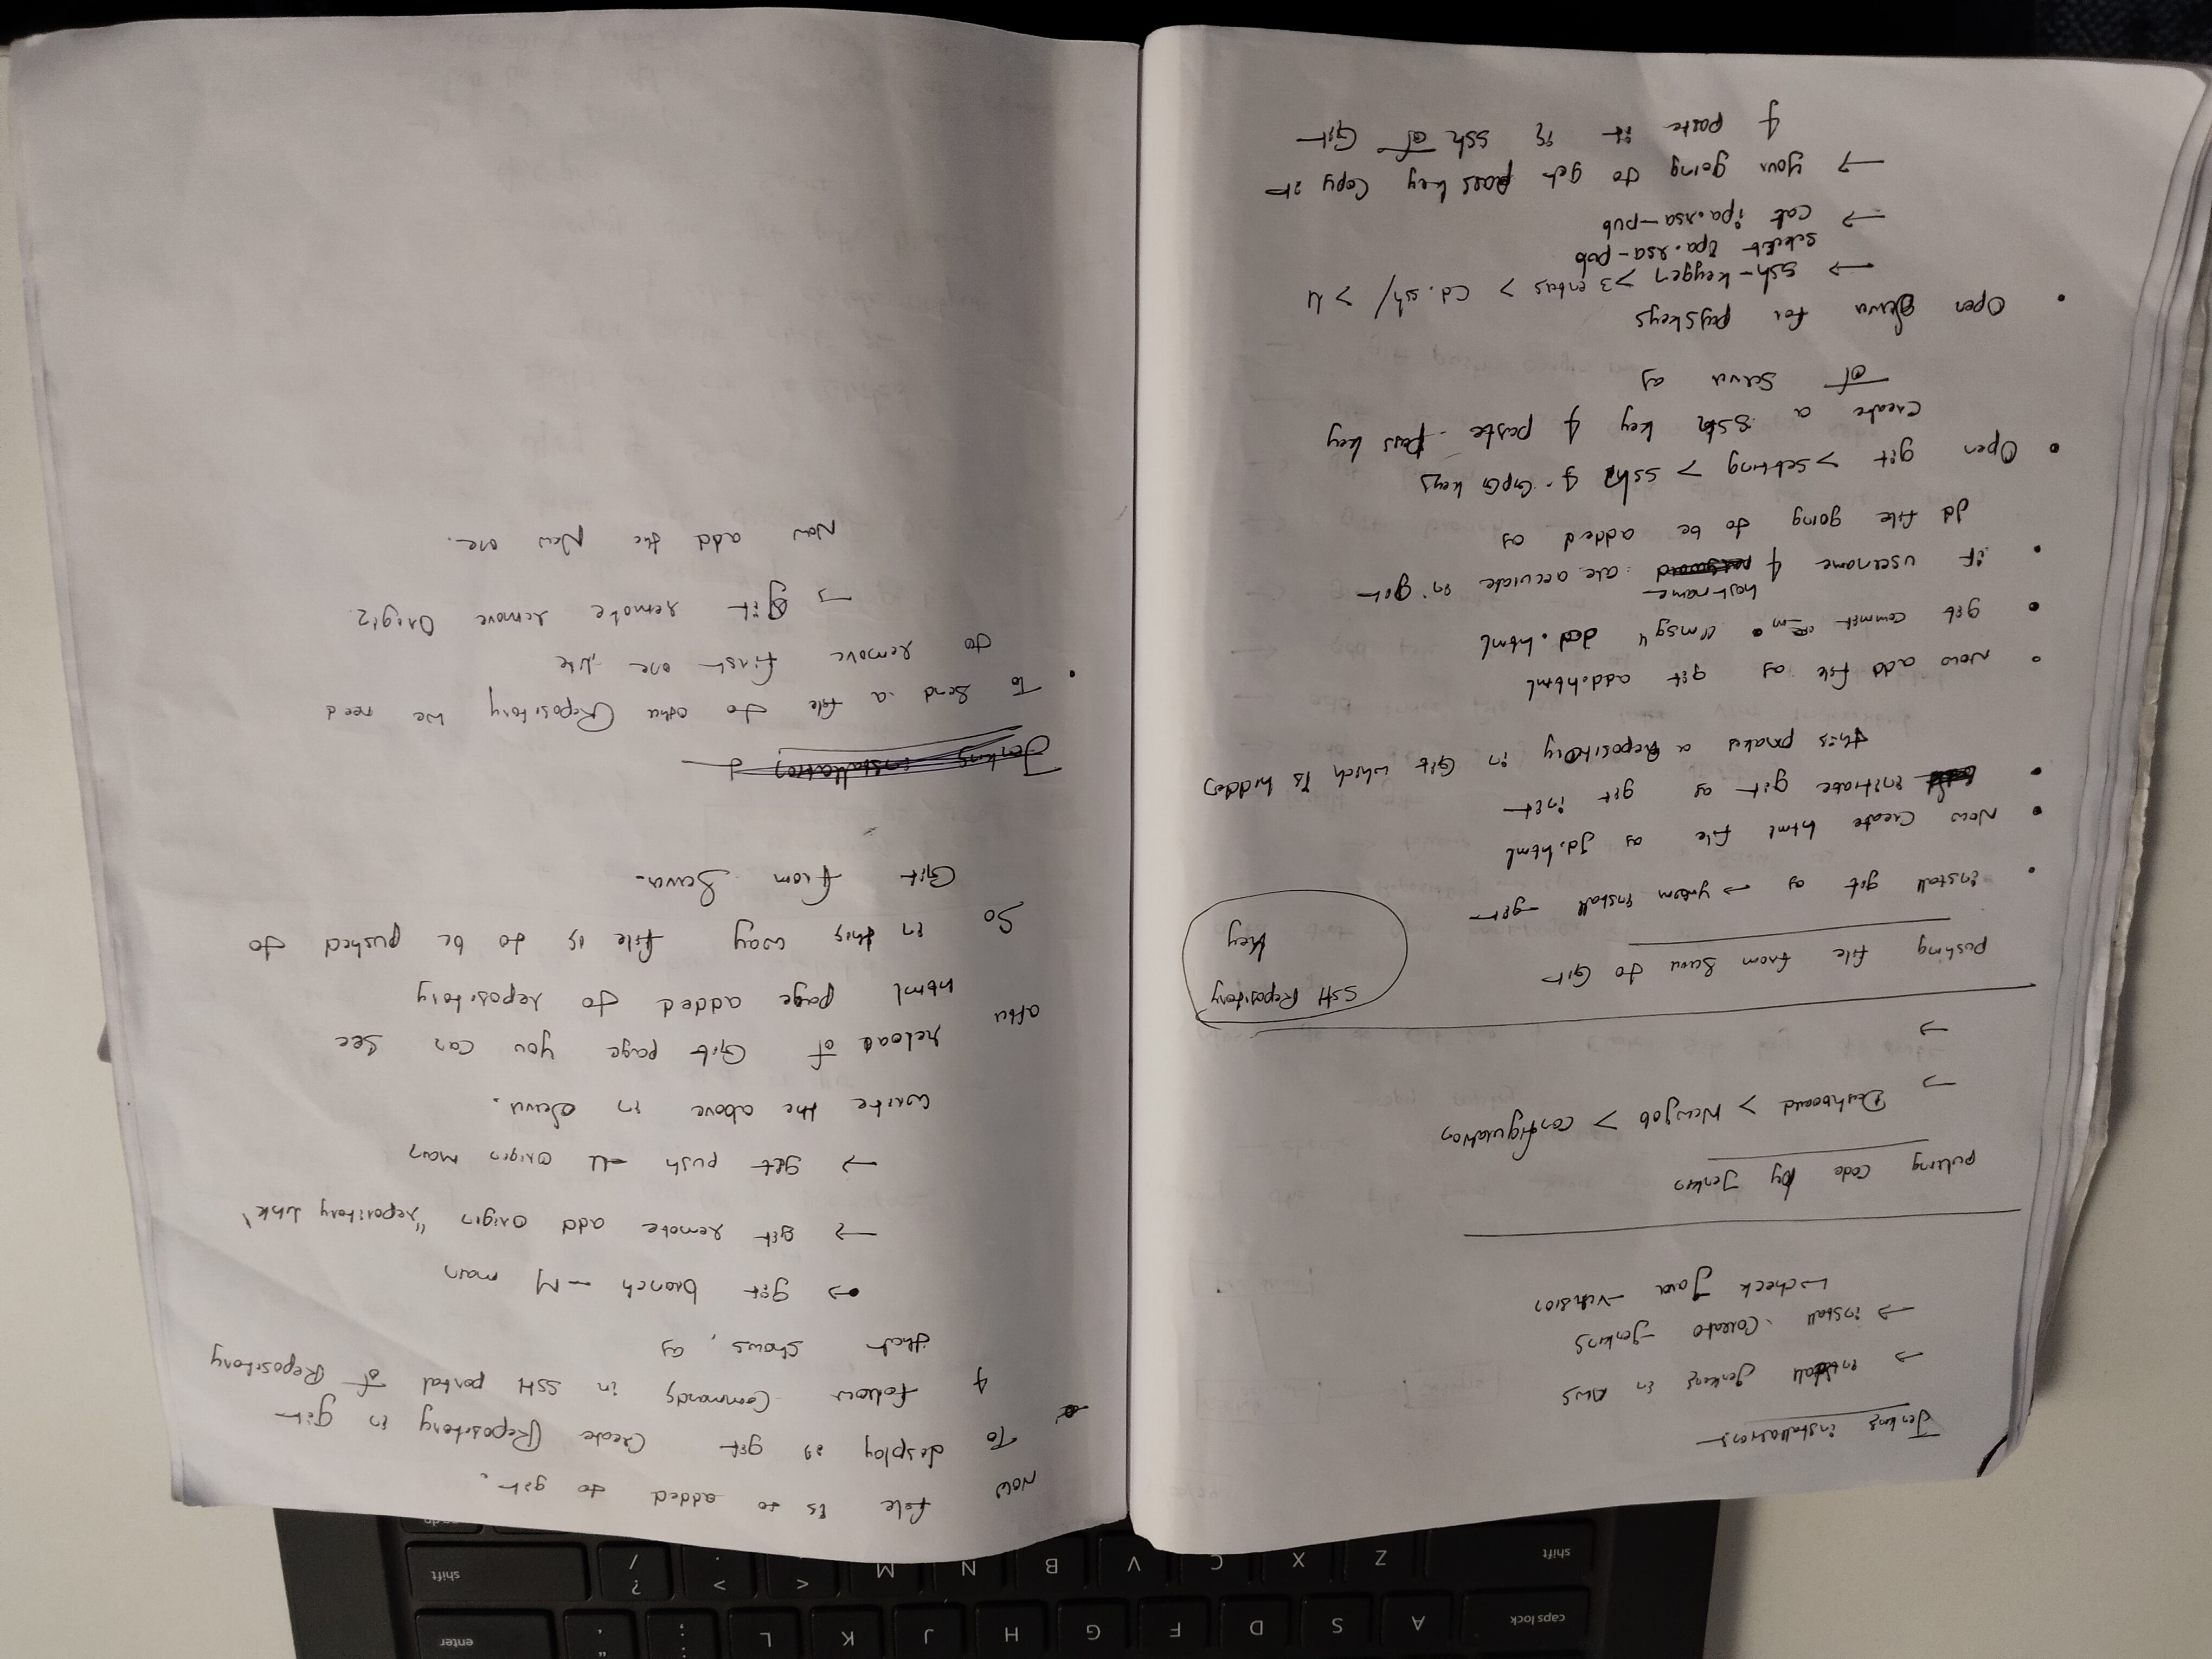 Jenkins installations
→ install Jenkins in AWS
→ install Correto Jenkins
↳ check Java version
pulling code by Jenkins
→ Dashboard > New job > configuration
→
pushing file from Server to Git
SSH Repository
key
• install git as → yum install git
• Now create html file as Jd.html
• initiate git as git init
this makes a Repository in Git which is hidden
• Now add file as git add.html
• git commit -m "msg"
• if username & hostname are accurate in git
Jd file going to be added as
• Open git > setting > ssh & GPG keys
create a SSh key & paste pass key
of server as
• Open Server for
→ ssh-keygen > 3 enters > cd .ssh/ > ll
select ipa.rsa-pub
→ cat ipa.rsa-pub
→ your going to get pass key copy it
& paste it is ssh of Git
Now file is to added to git.
To display in git create Repository in git
& follow commands in SSH portal of Repository
that shows, as
→ git branch -M main
→ git remote add origin "repository link"
→ git push origin main
write the above in Server.
after reload of Git page you can see
html page added to repository
So in this way file is to be pushed to
Git from Server.
Jenkins installation
• To send a file to other Repository we need
to remove first one like
→ git remote remove Origin
Now add the New one.
shift
Z
X
C
V
B
N
M
<
>
?
/
shift
caps lock
A
S
D
F
G
H
J
K
L
enter